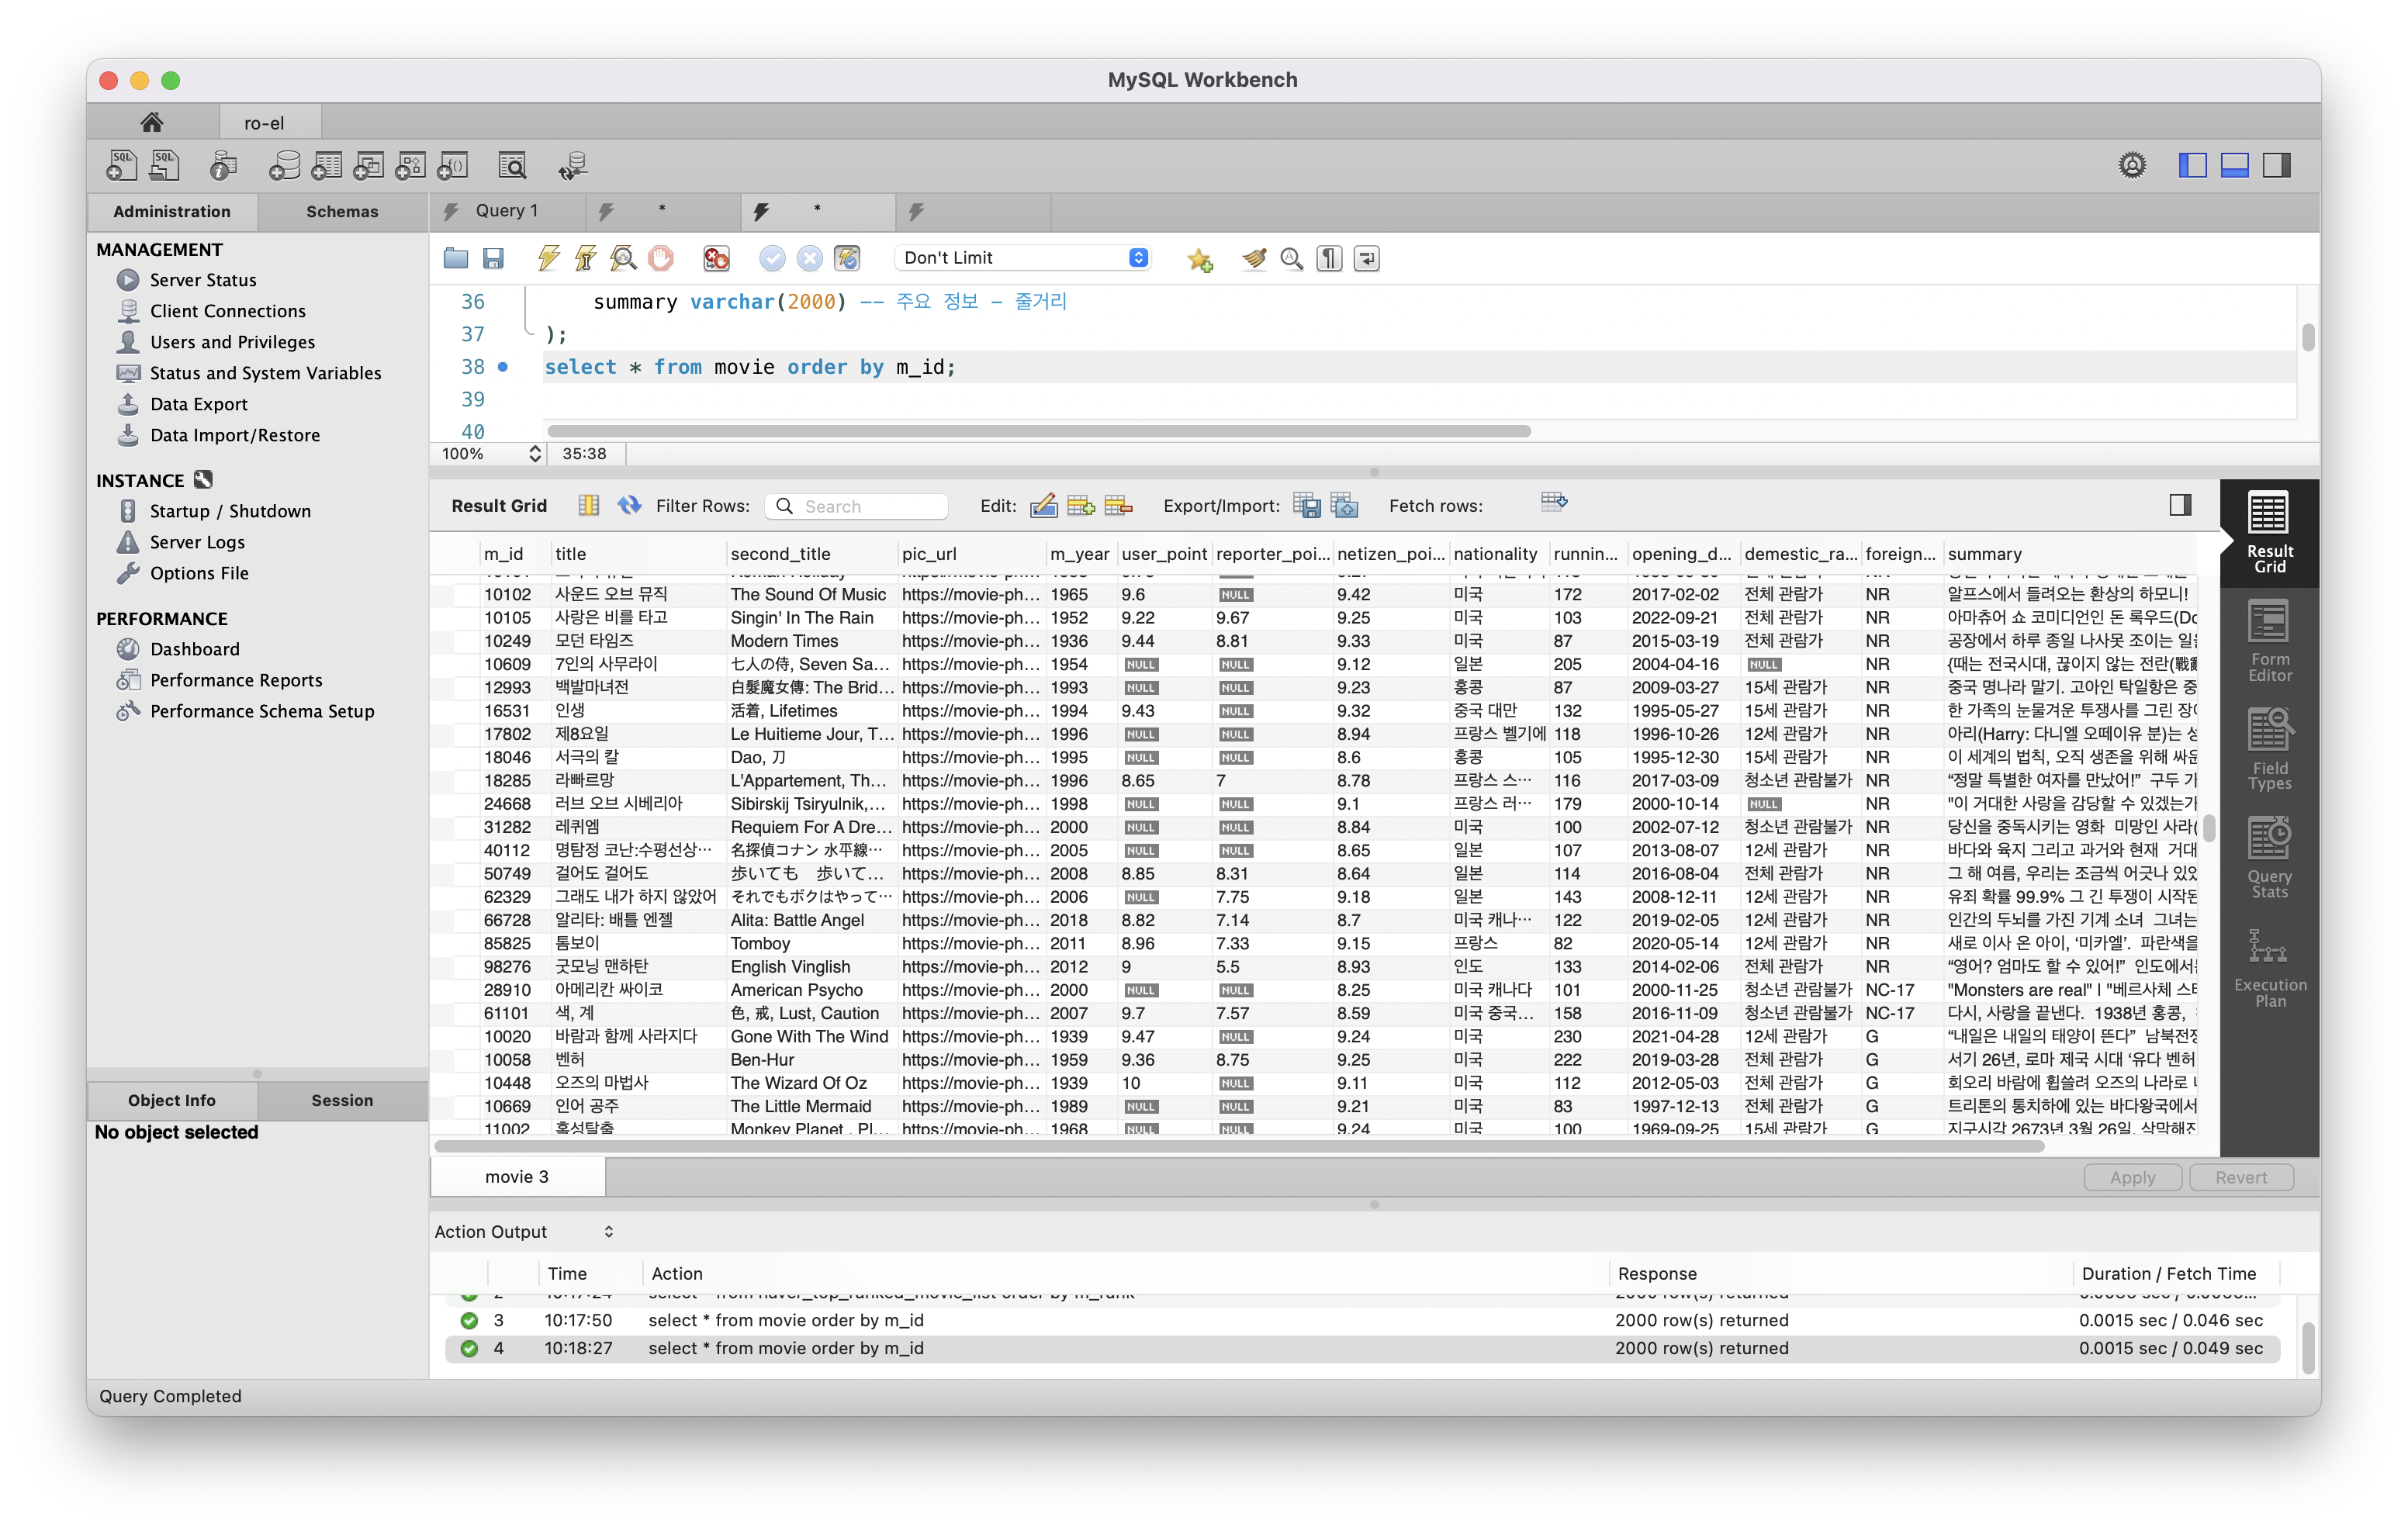 MySQL Workbench
ro-el
Administration Schemas Query 1 * *
MANAGEMENT
Server Status
Client Connections
Users and Privileges
Status and System Variables
Data Export
Data Import/Restore
INSTANCE
Startup / Shutdown
Server Logs
Options File
PERFORMANCE
Dashboard
Performance Reports
Performance Schema Setup
Object Info Session
No object selected
Don't Limit
36 summary varchar(2000) -- 주요 정보 - 줄거리
37 );
38 select * from movie order by m_id;
39
40
100% 35:38
Result Grid Filter Rows: Search Edit: Export/Import: Fetch rows:
m_id title second_title pic_url m_year user_point reporter_poi... netizen_poi... nationality runnin... opening_d... demestic_ra... foreign... summary
10102 사운드 오브 뮤직 The Sound Of Music https://movie-ph... 1965 9.6 NULL 9.42 미국 172 2017-02-02 전체 관람가 NR 알프스에서 들려오는 환상의 하모니!
10105 사랑은 비를 타고 Singin' In The Rain https://movie-ph... 1952 9.22 9.67 9.25 미국 103 2022-09-21 전체 관람가 NR 아마츄어 쇼 코미디언인 돈 록우드(Do
10249 모던 타임즈 Modern Times https://movie-ph... 1936 9.44 8.81 9.33 미국 87 2015-03-19 전체 관람가 NR 공장에서 하루 종일 나사못 조이는 일을
10609 7인의 사무라이 七人の侍, Seven Sa... https://movie-ph... 1954 NULL NULL 9.12 일본 205 2004-04-16 NULL NR {때는 전국시대, 끊이지 않는 전란(戰亂
12993 백발마녀전 白髮魔女傳: The Brid... https://movie-ph... 1993 NULL NULL 9.23 홍콩 87 2009-03-27 15세 관람가 NR 중국 명나라 말기. 고아인 탁일항은 중
16531 인생 活着, Lifetimes https://movie-ph... 1994 9.43 NULL 9.32 중국 대만 132 1995-05-27 15세 관람가 NR 한 가족의 눈물겨운 투쟁사를 그린 장
17802 제8요일 Le Huitieme Jour, T... https://movie-ph... 1996 NULL NULL 8.94 프랑스 벨기에 118 1996-10-26 12세 관람가 NR 아리(Harry: 다니엘 오떼이유 분)는 성
18046 서극의 칼 Dao, 刀 https://movie-ph... 1995 NULL NULL 8.6 홍콩 105 1995-12-30 15세 관람가 NR 이 세계의 법칙, 오직 생존을 위해 싸운
18285 라빠르망 L'Appartement, Th... https://movie-ph... 1996 8.65 7 8.78 프랑스 스... 116 2017-03-09 청소년 관람불가 NR “정말 특별한 여자를 만났어!” 구두 가
24668 러브 오브 시베리아 Sibirskij Tsiryulnik,... https://movie-ph... 1998 NULL NULL 9.1 프랑스 러... 179 2000-10-14 NULL NR "이 거대한 사랑을 감당할 수 있겠는가
31282 레퀴엠 Requiem For A Dre... https://movie-ph... 2000 NULL NULL 8.84 미국 100 2002-07-12 청소년 관람불가 NR 당신을 중독시키는 영화 미망인 사라(
40112 명탐정 코난:수평선상... 名探偵コナン 水平線... https://movie-ph... 2005 NULL NULL 8.65 일본 107 2013-08-07 12세 관람가 NR 바다와 육지 그리고 과거와 현재 거대
50749 걸어도 걸어도 歩いても 歩いて... https://movie-ph... 2008 8.85 8.31 8.64 일본 114 2016-08-04 전체 관람가 NR 그 해 여름, 우리는 조금씩 어긋나 있었
62329 그래도 내가 하지 않았어 それでもボクはやって... https://movie-ph... 2006 NULL 7.75 9.18 일본 143 2008-12-11 12세 관람가 NR 유죄 확률 99.9% 그 긴 투쟁이 시작된
66728 알리타: 배틀 엔젤 Alita: Battle Angel https://movie-ph... 2018 8.82 7.14 8.7 미국 캐나... 122 2019-02-05 12세 관람가 NR 인간의 두뇌를 가진 기계 소녀 그녀는
85825 톰보이 Tomboy https://movie-ph... 2011 8.96 7.33 9.15 프랑스 82 2020-05-14 12세 관람가 NR 새로 이사 온 아이, ‘미카엘’. 파란색을
98276 굿모닝 맨하탄 English Vinglish https://movie-ph... 2012 9 5.5 8.93 인도 133 2014-02-06 전체 관람가 NR “영어? 엄마도 할 수 있어!” 인도에서
28910 아메리칸 싸이코 American Psycho https://movie-ph... 2000 NULL NULL 8.25 미국 캐나다 101 2000-11-25 청소년 관람불가 NC-17 "Monsters are real" | "베르사체 스
61101 색, 계 色, 戒, Lust, Caution https://movie-ph... 2007 9.7 7.57 8.59 미국 중국... 158 2016-11-09 청소년 관람불가 NC-17 다시, 사랑을 끝낸다. 1938년 홍콩,
10020 바람과 함께 사라지다 Gone With The Wind https://movie-ph... 1939 9.47 NULL 9.24 미국 230 2021-04-28 12세 관람가 G “내일은 내일의 태양이 뜬다” 남북전쟁
10058 벤허 Ben-Hur https://movie-ph... 1959 9.36 8.75 9.25 미국 222 2019-03-28 전체 관람가 G 서기 26년, 로마 제국 시대 ‘유다 벤허
10448 오즈의 마법사 The Wizard Of Oz https://movie-ph... 1939 10 NULL 9.11 미국 112 2012-05-03 전체 관람가 G 회오리 바람에 휩쓸려 오즈의 나라로
10669 인어 공주 The Little Mermaid https://movie-ph... 1989 NULL NULL 9.21 미국 83 1997-12-13 전체 관람가 G 트리톤의 통치하에 있는 바다왕국에서
11002 혹성탈출 Monkey Planet , Pl... https://movie-ph... 1968 NULL NULL 9.24 미국 100 1969-09-25 15세 관람가 G 지구시각 2673년 3월 26일. 삭막해진
Result Grid
Form Editor
Field Types
Query Stats
Execution Plan
movie 3 Apply Revert
Action Output
Time Action Response Duration / Fetch Time
2 10:17:24 select * from naver_top_ranked_movie_list order by m_rank 2000 row(s) returned
3 10:17:50 select * from movie order by m_id 2000 row(s) returned 0.0015 sec / 0.046 sec
4 10:18:27 select * from movie order by m_id 2000 row(s) returned 0.0015 sec / 0.049 sec
Query Completed